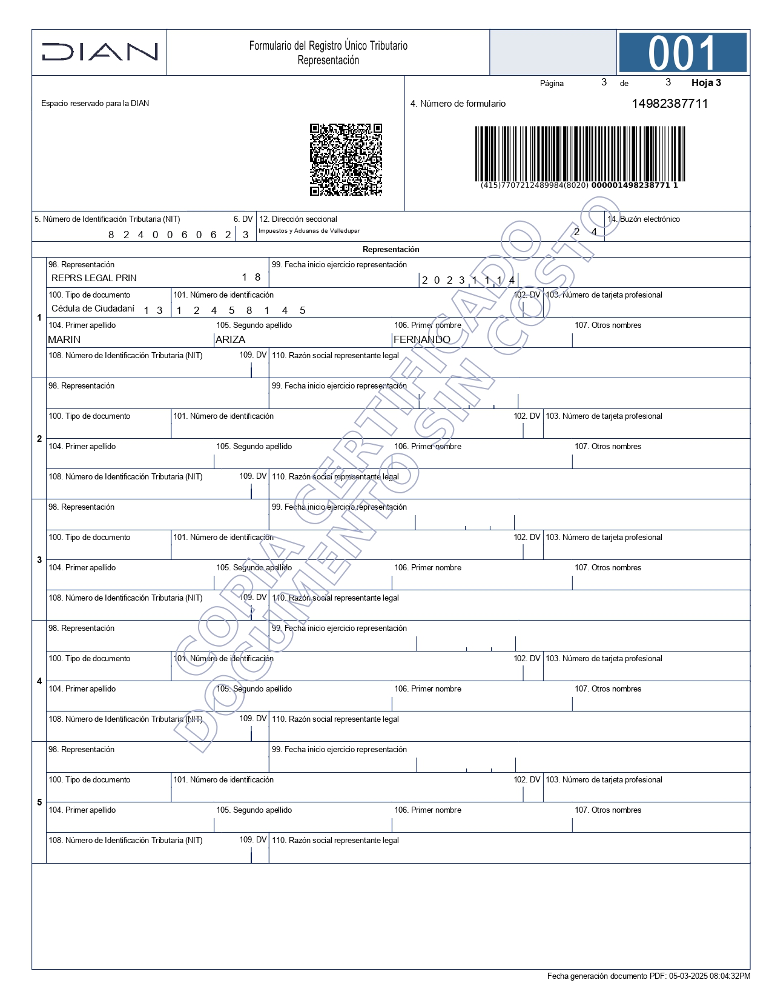 DIAN
Formulario del Registro Único Tributario
Representación
001
Página 3 de 3 Hoja 3
Espacio reservado para la DIAN
4. Número de formulario 14982387711
(415)7707212489984(8020) 000001498238771 1
5. Número de Identificación Tributaria (NIT) 6. DV 12. Dirección seccional 14. Buzón electrónico
8 2 4 0 0 6 0 6 2 3 Impuestos y Aduanas de Valledupar 2 4
Representación
1
98. Representación 99. Fecha inicio ejercicio representación
REPRS LEGAL PRIN 1 8 2 0 2 3 1 1 1 4
100. Tipo de documento 101. Número de identificación 102. DV 103. Número de tarjeta profesional
Cédula de Ciudadaní 1 3 1 2 4 5 8 1 4 5
104. Primer apellido 105. Segundo apellido 106. Primer nombre 107. Otros nombres
MARIN ARIZA FERNANDO
108. Número de Identificación Tributaria (NIT) 109. DV 110. Razón social representante legal
2
98. Representación 99. Fecha inicio ejercicio representación
100. Tipo de documento 101. Número de identificación 102. DV 103. Número de tarjeta profesional
104. Primer apellido 105. Segundo apellido 106. Primer nombre 107. Otros nombres
108. Número de Identificación Tributaria (NIT) 109. DV 110. Razón social representante legal
3
98. Representación 99. Fecha inicio ejercicio representación
100. Tipo de documento 101. Número de identificación 102. DV 103. Número de tarjeta profesional
104. Primer apellido 105. Segundo apellido 106. Primer nombre 107. Otros nombres
108. Número de Identificación Tributaria (NIT) 109. DV 110. Razón social representante legal
4
98. Representación 99. Fecha inicio ejercicio representación
100. Tipo de documento 101. Número de identificación 102. DV 103. Número de tarjeta profesional
104. Primer apellido 105. Segundo apellido 106. Primer nombre 107. Otros nombres
108. Número de Identificación Tributaria (NIT) 109. DV 110. Razón social representante legal
5
98. Representación 99. Fecha inicio ejercicio representación
100. Tipo de documento 101. Número de identificación 102. DV 103. Número de tarjeta profesional
104. Primer apellido 105. Segundo apellido 106. Primer nombre 107. Otros nombres
108. Número de Identificación Tributaria (NIT) 109. DV 110. Razón social representante legal
COPIA CERTIFICADO
DOCUMENTO SIN COSTO
Fecha generación documento PDF: 05-03-2025 08:04:32PM